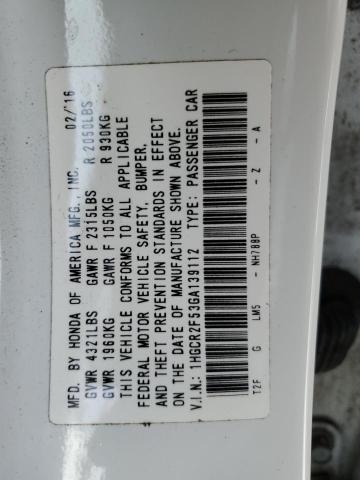 MFD. BY HONDA OF AMERICA MFG., INC. 02/16
GVWR 4321LBS GAWR F 2315LBS R 2050LBS
GVWR 1960KG GAWR F 1050KG R 930KG
THIS VEHICLE CONFORMS TO ALL APPLICABLE
FEDERAL MOTOR VEHICLE SAFETY, BUMPER,
AND THEFT PREVENTION STANDARDS IN EFFECT
ON THE DATE OF MANUFACTURE SHOWN ABOVE.
V.I.N.: 1HGCR2F53GA139112 TYPE: PASSENGER CAR
T2F G LM5 - NH788P - Z - A